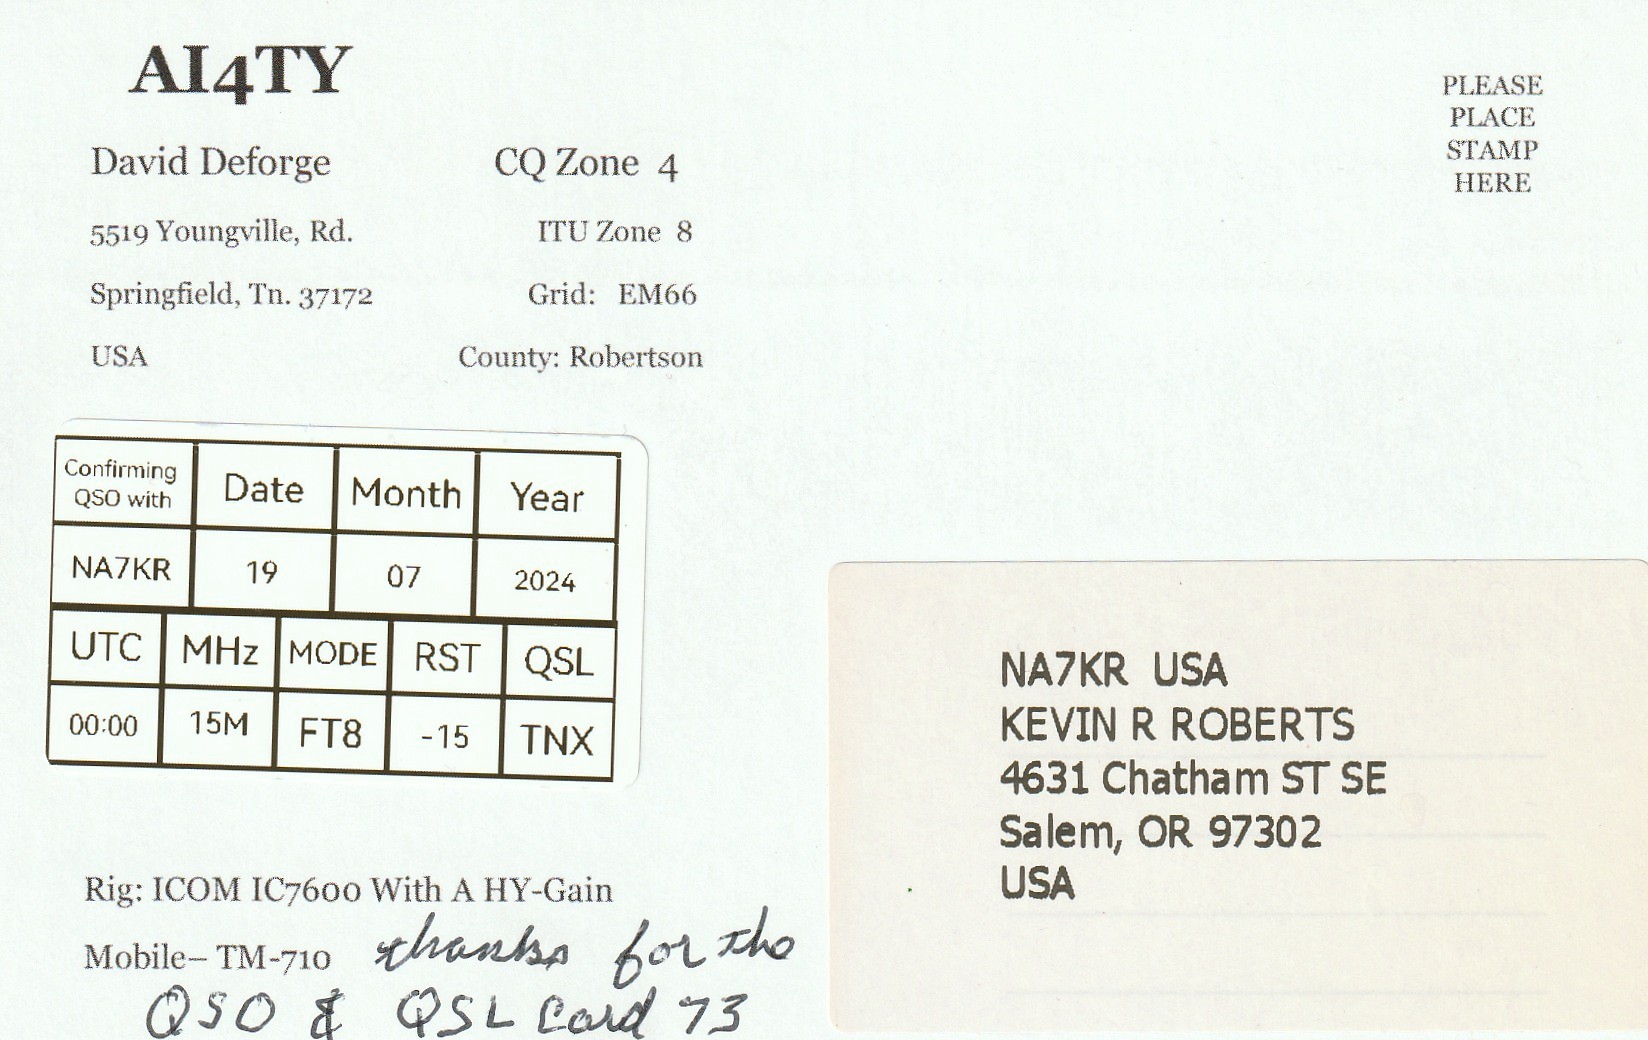 AI4TY
David Deforge CQ Zone 4
5519 Youngville, Rd. ITU Zone 8
Springfield, Tn. 37172 Grid: EM66
USA County: Robertson
PLEASE
PLACE
STAMP
HERE
Confirming QSO with Date Month Year
NA7KR 19 07 2024
UTC MHz MODE RST QSL
00:00 15M FT8 -15 TNX
NA7KR USA
KEVIN R ROBERTS
4631 Chatham ST SE
Salem, OR 97302
USA
Rig: ICOM IC7600 With A HY-Gain
Mobile– TM-710 thanks for the
QSO & QSL Card 73